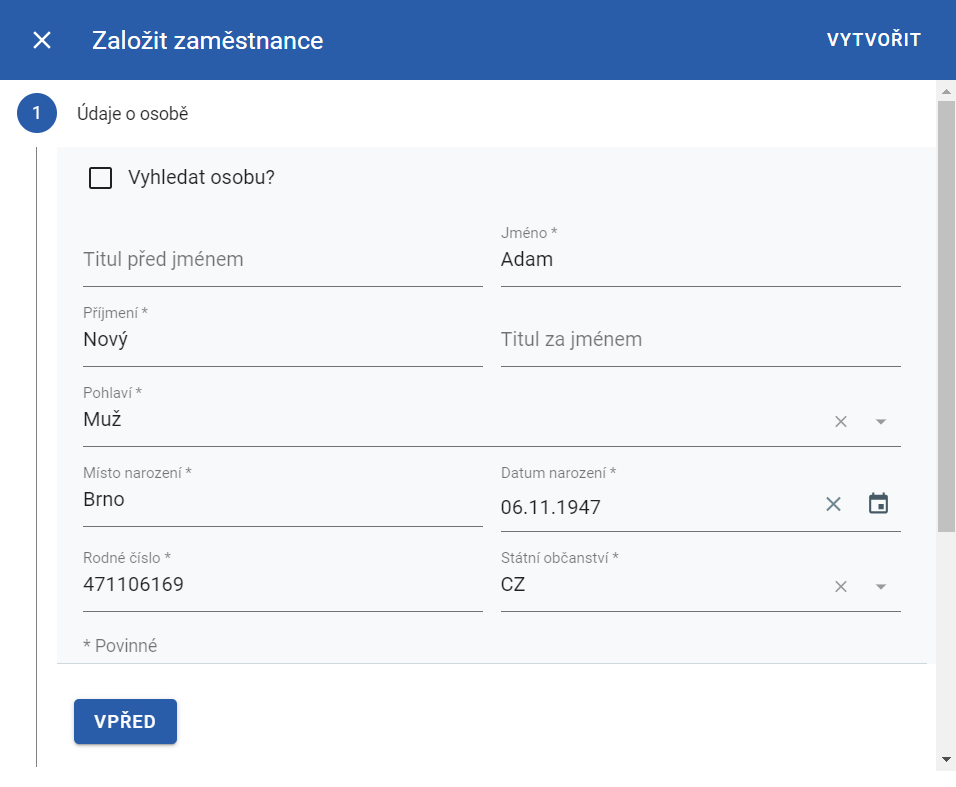 Založit zaměstnance
VYTVOŘIT
1
Údaje o osobě
Vyhledat osobu?
Titul před jménem
Jméno *
Adam
Příjmení *
Nový
Titul za jménem
Pohlaví *
Muž
Místo narození *
Brno
Datum narození *
06.11.1947
Rodné číslo *
471106169
Státní občanství *
CZ
* Povinné
VPŘED